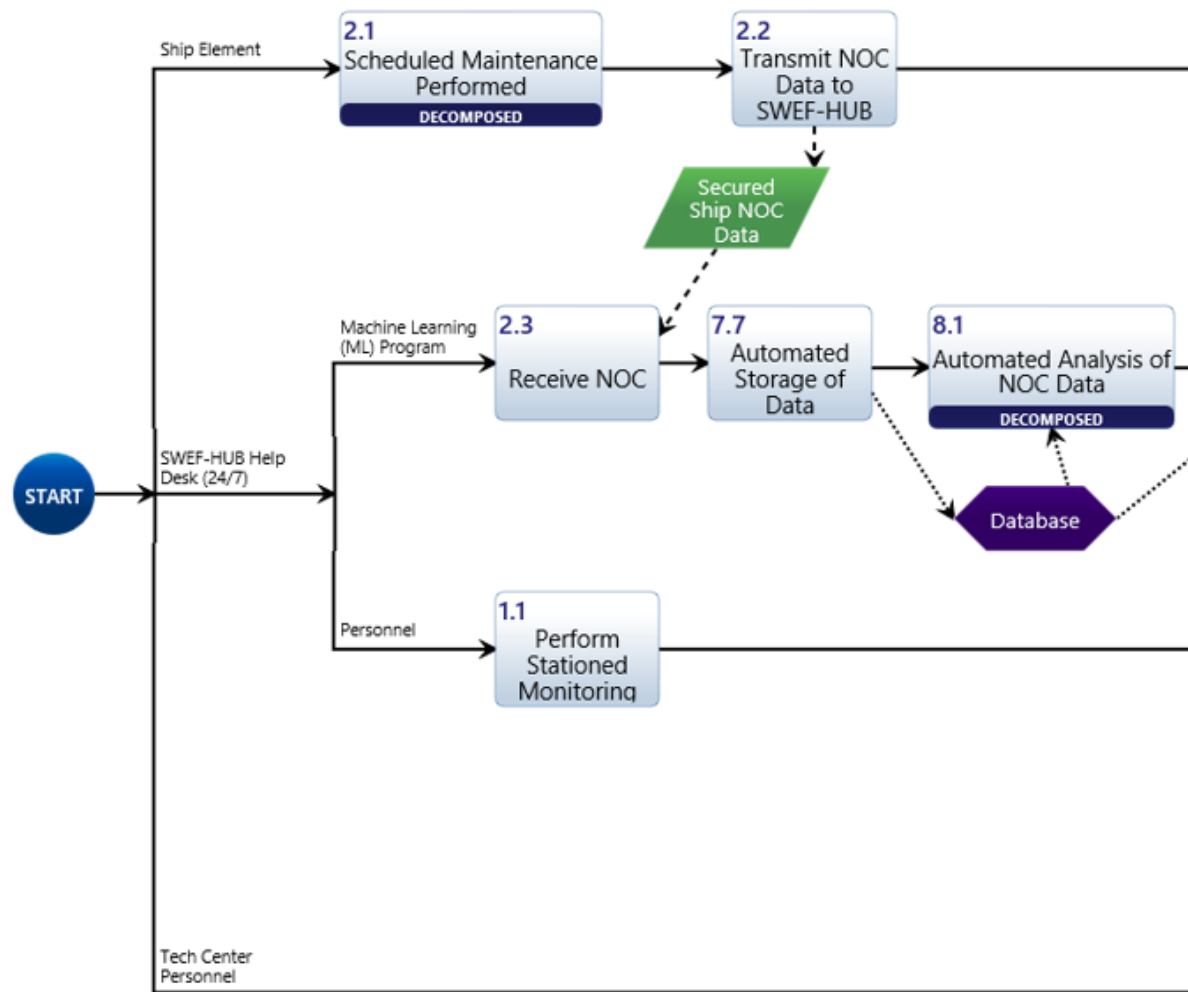 Ship Element
2.1
Scheduled Maintenance
Performed
DECOMPOSED
2.2
Transmit NOC
Data to
SWEF-HUB
Secured
Ship NOC
Data
Machine Learning
(ML) Program
2.3
Receive NOC
7.7
Automated
Storage of
Data
8.1
Automated Analysis of
NOC Data
DECOMPOSED
START
SWEF-HUB Help
Desk (24/7)
Database
Personnel
1.1
Perform
Stationed
Monitoring
Tech Center
Personnel